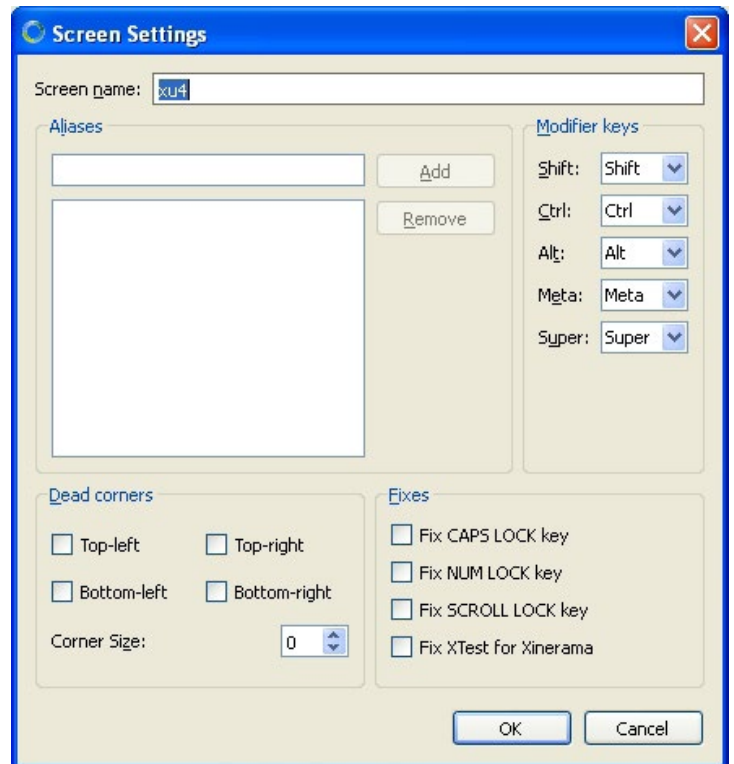 Screen Settings
Screen name: xu4
Aliases
Add
Remove
Modifier keys
Shift: Shift
Ctrl: Ctrl
Alt: Alt
Meta: Meta
Super: Super
Dead corners
Top-left Top-right
Bottom-left Bottom-right
Corner Size: 0
Fixes
Fix CAPS LOCK key
Fix NUM LOCK key
Fix SCROLL LOCK key
Fix XTest for Xinerama
OK Cancel